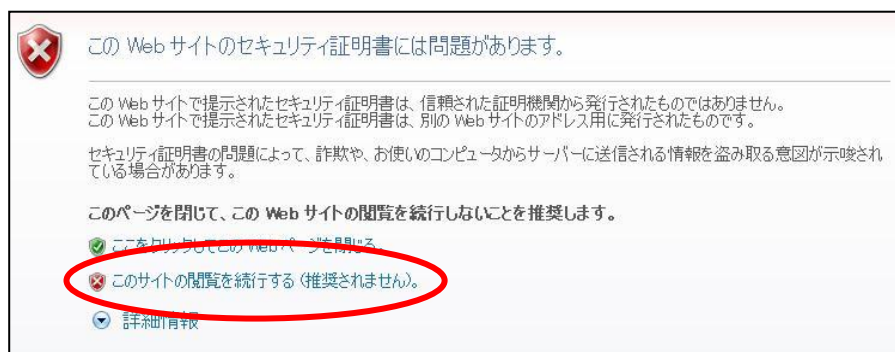 この Web サイトのセキュリティ証明書には問題があります。
この Web サイトで提示されたセキュリティ証明書は、信頼された証明機関から発行されたものではありません。
この Web サイトで提示されたセキュリティ証明書は、別の Web サイトのアドレス用に発行されたものです。
セキュリティ証明書の問題によって、詐欺や、お使いのコンピュータからサーバーに送信される情報を盗み取る意図が示唆され
ている場合があります。
このページを閉じて、この Web サイトの閲覧を続行しないことを推奨します。
ここをクリックしてこの Web ページを閉じる。
このサイトの閲覧を続行する (推奨されません)。
詳細情報